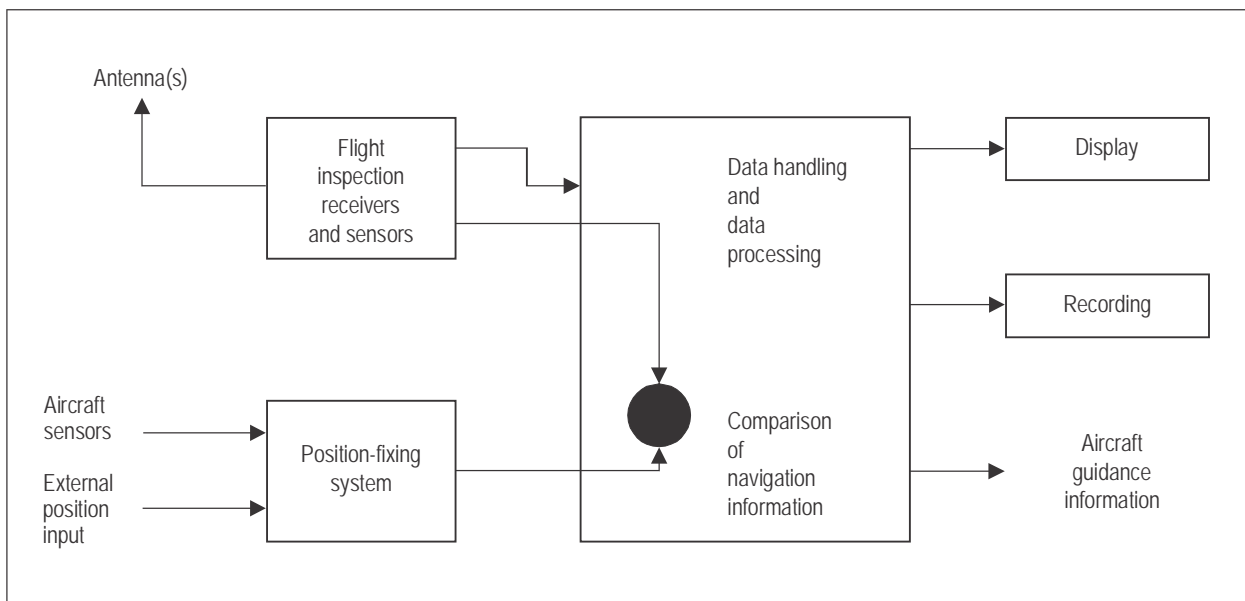 Antenna(s)
Flight
inspection
receivers
and sensors
Data handling
and
data
processing
Display
Recording
Aircraft
sensors
External
position
input
Position-fixing
system
Comparison
of
navigation
information
Aircraft
guidance
information